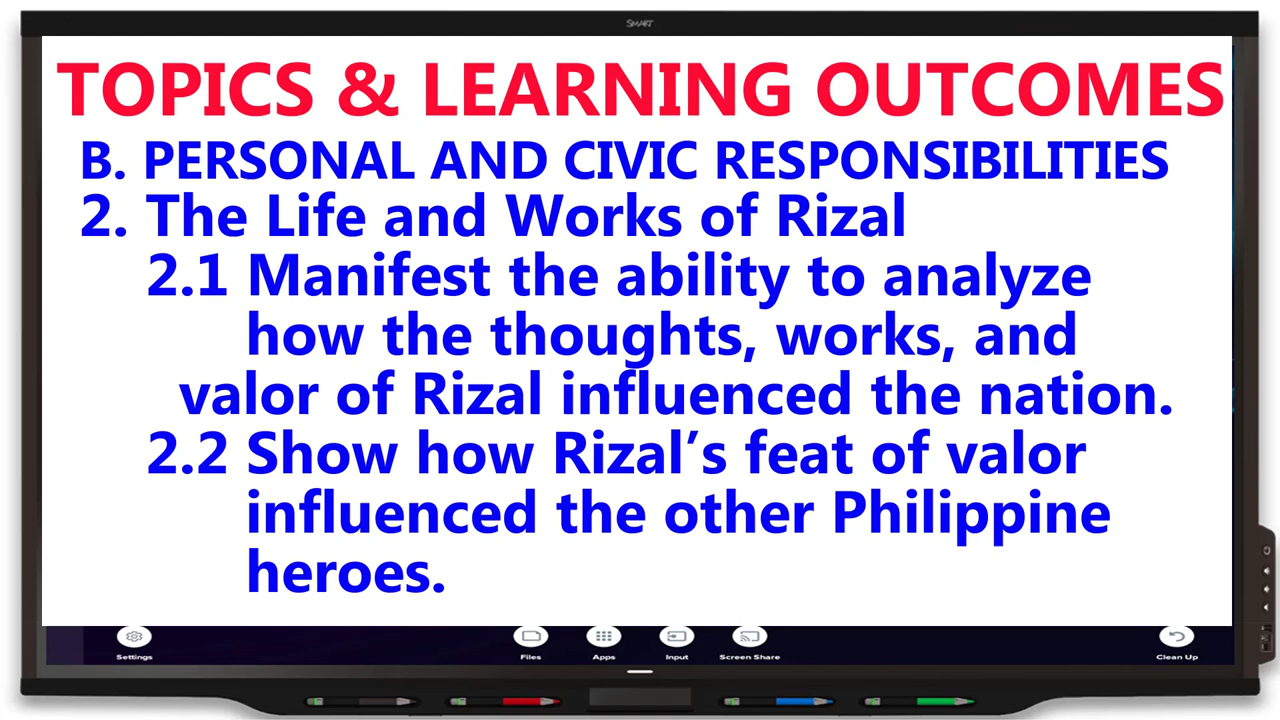 SMART
TOPICS & LEARNING OUTCOMES
B. PERSONAL AND CIVIC RESPONSIBILITIES
2. The Life and Works of Rizal
2.1 Manifest the ability to analyze
how the thoughts, works, and
valor of Rizal influenced the nation.
2.2 Show how Rizal’s feat of valor
influenced the other Philippine
heroes.
Settings
Files
Apps
Input
Screen Share
Clean Up